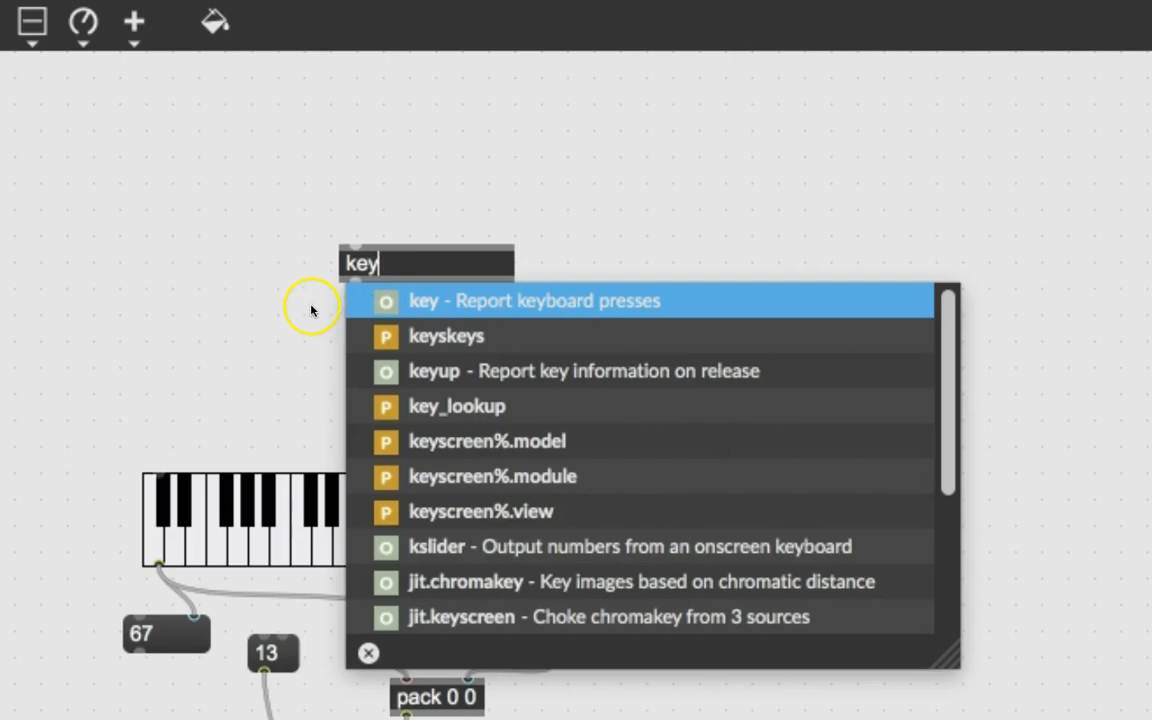 key
key - Report keyboard presses
keyskeys
keyup - Report key information on release
key_lookup
keyscreen%.model
keyscreen%.module
keyscreen%.view
kslider - Output numbers from an onscreen keyboard
jit.chromakey - Key images based on chromatic distance
jit.keyscreen - Choke chromakey from 3 sources
67
13
pack 0 0